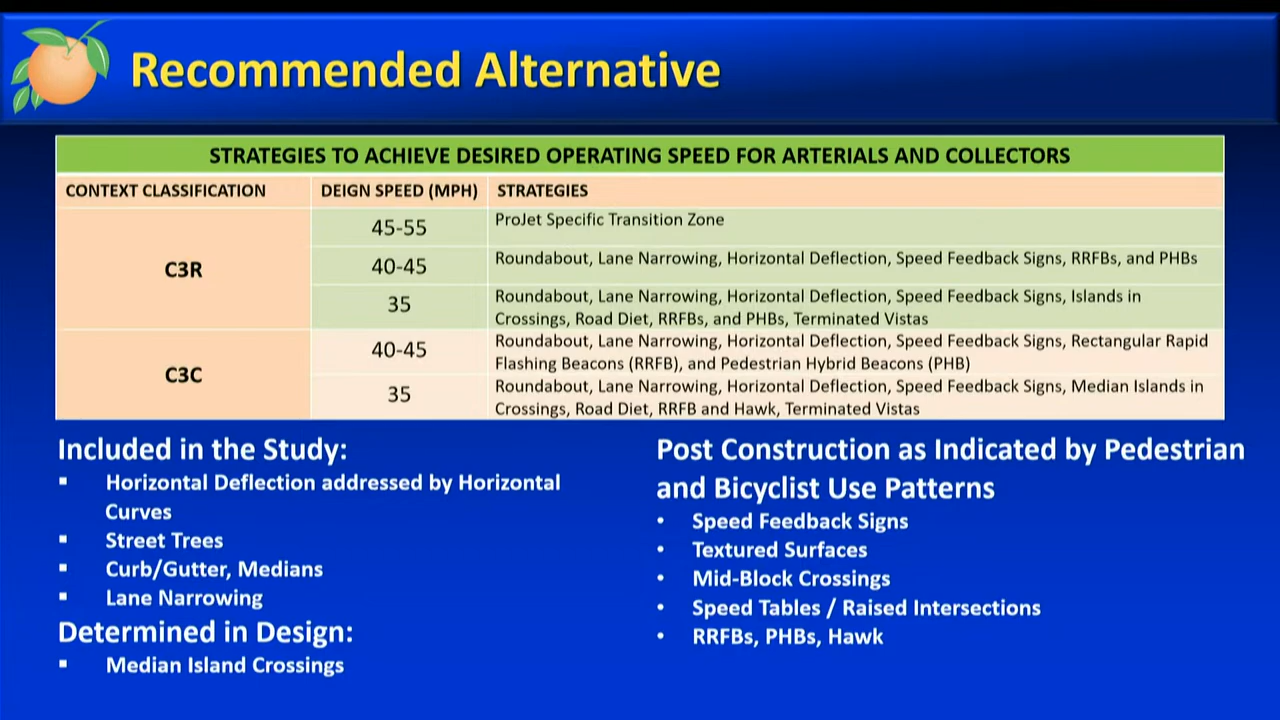 Recommended Alternative
STRATEGIES TO ACHIEVE DESIRED OPERATING SPEED FOR ARTERIALS AND COLLECTORS
CONTEXT CLASSIFICATION DEIGN SPEED (MPH) STRATEGIES
C3R
45-55 ProJet Specific Transition Zone
40-45 Roundabout, Lane Narrowing, Horizontal Deflection, Speed Feedback Signs, RRFBs, and PHBs
35 Roundabout, Lane Narrowing, Horizontal Deflection, Speed Feedback Signs, Islands in
Crossings, Road Diet, RRFBs, and PHBs, Terminated Vistas
C3C
40-45 Roundabout, Lane Narrowing, Horizontal Deflection, Speed Feedback Signs, Rectangular Rapid
Flashing Beacons (RRFB), and Pedestrian Hybrid Beacons (PHB)
35 Roundabout, Lane Narrowing, Horizontal Deflection, Speed Feedback Signs, Median Islands in
Crossings, Road Diet, RRFB and Hawk, Terminated Vistas
Included in the Study:
▪ Horizontal Deflection addressed by Horizontal
Curves
▪ Street Trees
▪ Curb/Gutter, Medians
▪ Lane Narrowing
Determined in Design:
▪ Median Island Crossings
Post Construction as Indicated by Pedestrian
and Bicyclist Use Patterns
• Speed Feedback Signs
• Textured Surfaces
• Mid-Block Crossings
• Speed Tables / Raised Intersections
• RRFBs, PHBs, Hawk